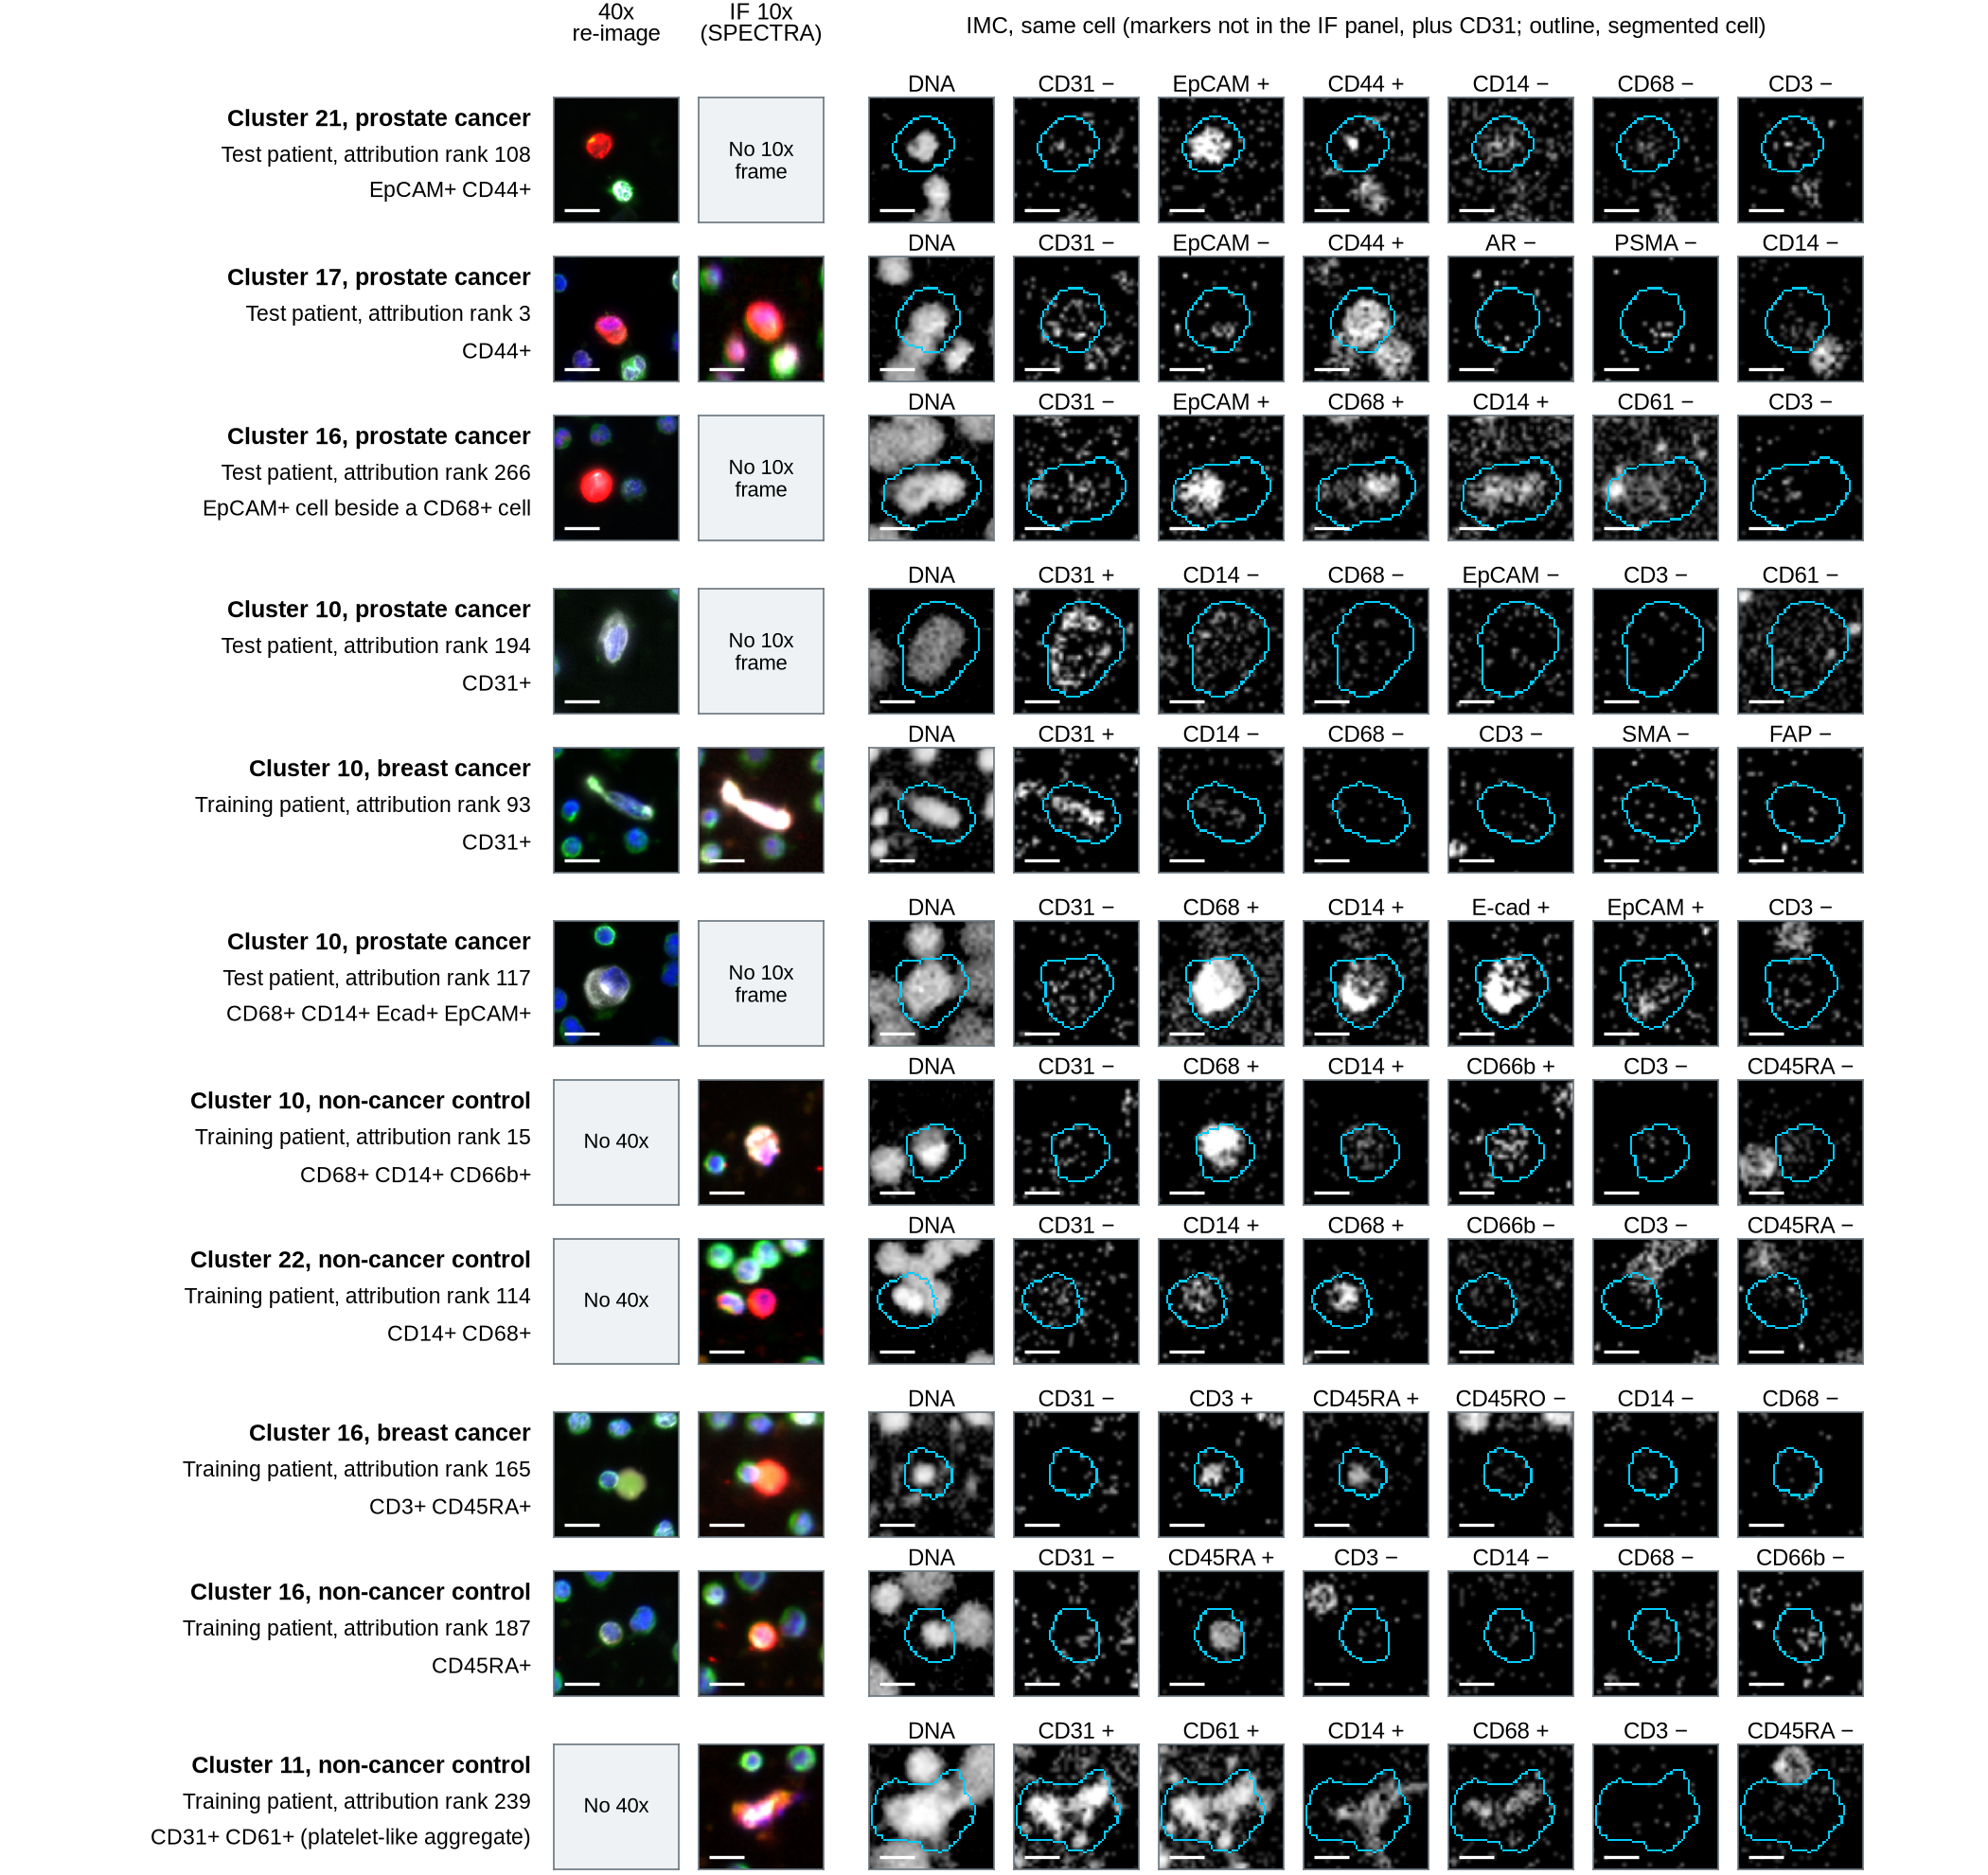 40x
re-image
IF 10x
(SPECTRA)
IMC, same cell (markers not in the IF panel, plus CD31; outline, segmented cell)
DNA CD31 − EpCAM + CD44 + CD14 − CD68 − CD3 −
Cluster 21, prostate cancer
Test patient, attribution rank 108
EpCAM+ CD44+
No 10x
frame
DNA CD31 − EpCAM − CD44 + AR − PSMA − CD14 −
Cluster 17, prostate cancer
Test patient, attribution rank 3
CD44+
DNA CD31 − EpCAM + CD68 + CD14 + CD61 − CD3 −
Cluster 16, prostate cancer
Test patient, attribution rank 266
EpCAM+ cell beside a CD68+ cell
No 10x
frame
DNA CD31 + CD14 − CD68 − EpCAM − CD3 − CD61 −
Cluster 10, prostate cancer
Test patient, attribution rank 194
CD31+
No 10x
frame
DNA CD31 + CD14 − CD68 − CD3 − SMA − FAP −
Cluster 10, breast cancer
Training patient, attribution rank 93
CD31+
DNA CD31 − CD68 + CD14 + E-cad + EpCAM + CD3 −
Cluster 10, prostate cancer
Test patient, attribution rank 117
CD68+ CD14+ Ecad+ EpCAM+
No 10x
frame
DNA CD31 − CD68 + CD14 + CD66b + CD3 − CD45RA −
Cluster 10, non-cancer control
Training patient, attribution rank 15
CD68+ CD14+ CD66b+
No 40x
DNA CD31 − CD14 + CD68 + CD66b − CD3 − CD45RA −
Cluster 22, non-cancer control
Training patient, attribution rank 114
CD14+ CD68+
No 40x
DNA CD31 − CD3 + CD45RA + CD45RO − CD14 − CD68 −
Cluster 16, breast cancer
Training patient, attribution rank 165
CD3+ CD45RA+
DNA CD31 − CD45RA + CD3 − CD14 − CD68 − CD66b −
Cluster 16, non-cancer control
Training patient, attribution rank 187
CD45RA+
DNA CD31 + CD61 + CD14 + CD68 + CD3 − CD45RA −
Cluster 11, non-cancer control
Training patient, attribution rank 239
CD31+ CD61+ (platelet-like aggregate)
No 40x